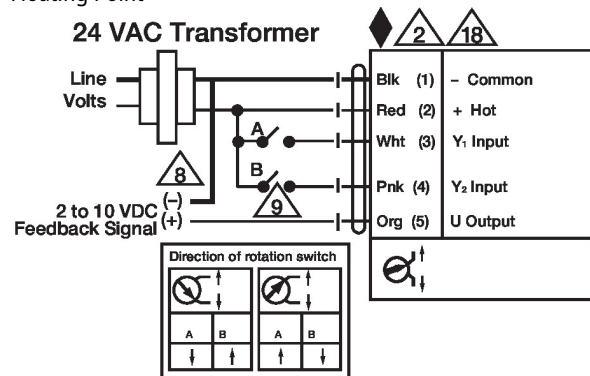 Floating Point
24 VAC Transformer
2
18
Line
Volts
Blk (1) – Common
Red (2) + Hot
A
Wht (3) Y₁ Input
B
Pnk (4) Y₂ Input
8
9
2 to 10 VDC (–)
Feedback Signal (+)
Org (5) U Output
Direction of rotation switch
A B
A B